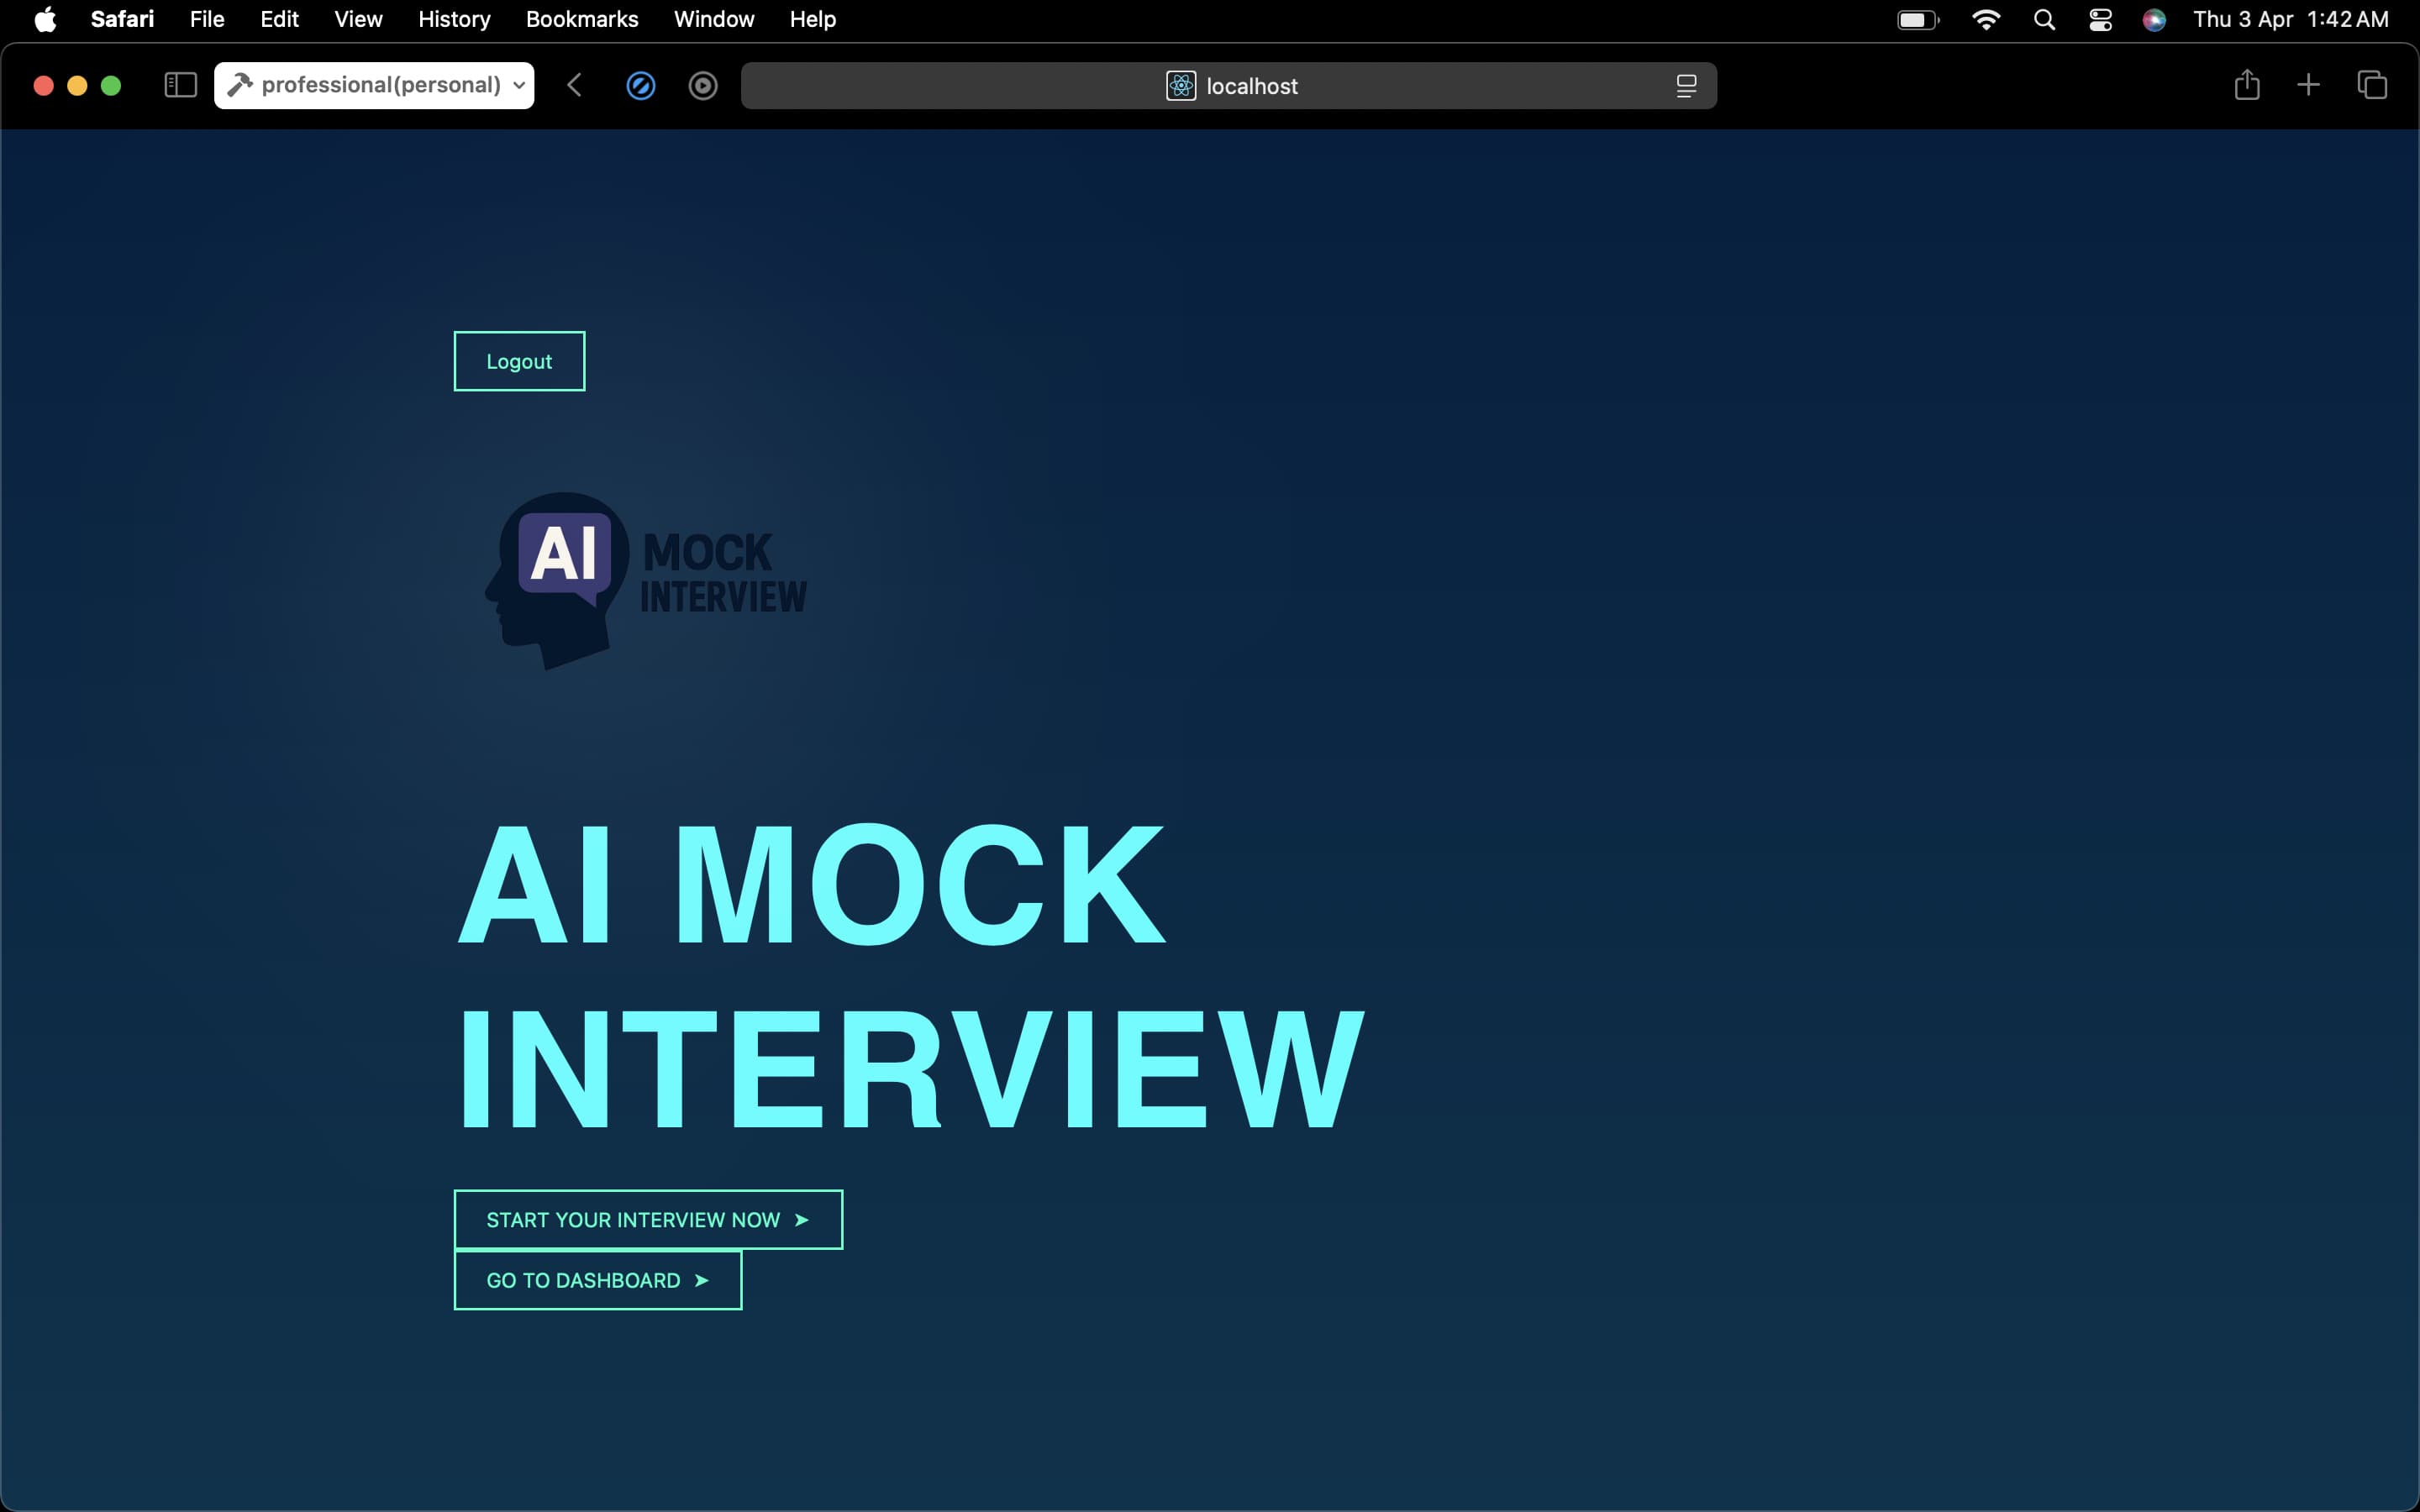 Safari File Edit View History Bookmarks Window Help Thu 3 Apr 1:42 AM
professional(personal) localhost
Logout
AI
MOCK
INTERVIEW
AI MOCK
INTERVIEW
START YOUR INTERVIEW NOW ➤
GO TO DASHBOARD ➤